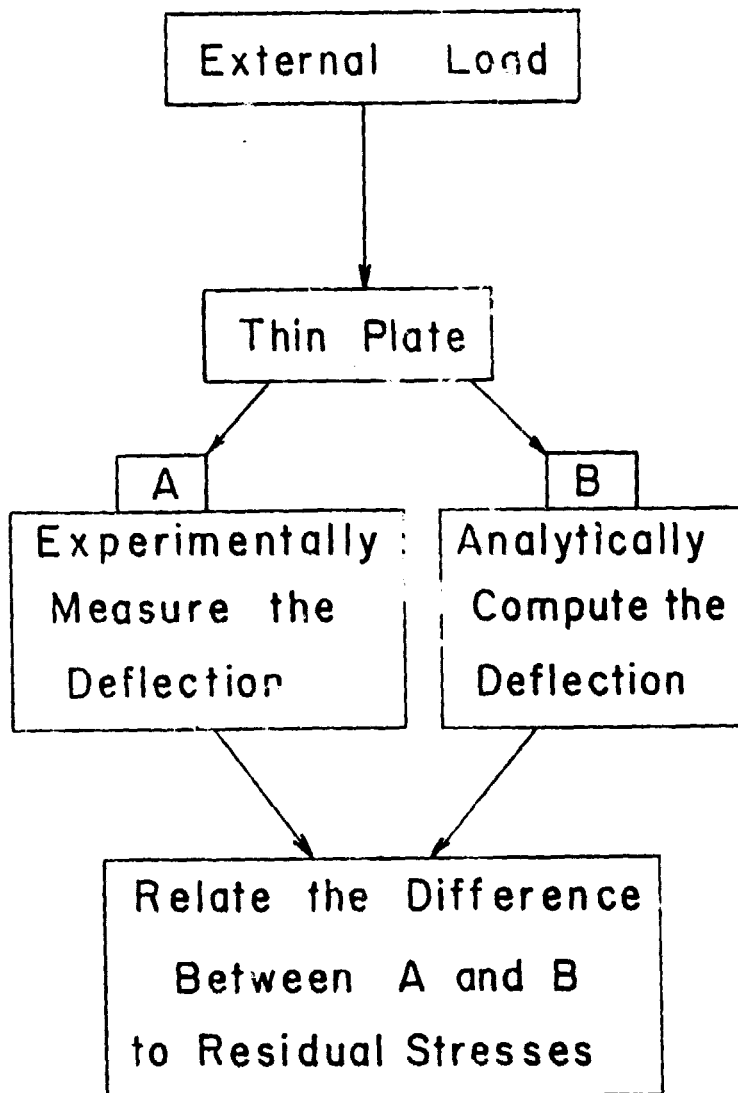 External Load
Thin Plate
A
Experimentally
Measure the
Deflection
B
Analytically
Compute the
Deflection
Relate the Difference
Between A and B
to Residual Stresses